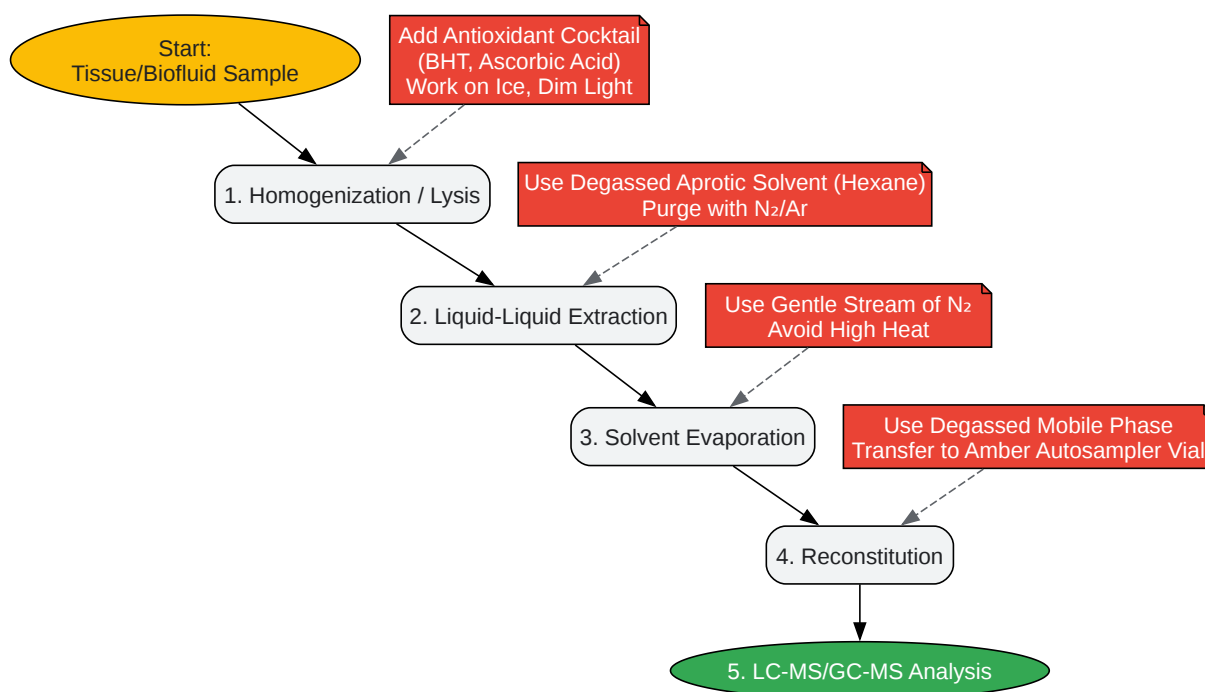 Start:
Tissue/Biofluid Sample
Add Antioxidant Cocktail
(BHT, Ascorbic Acid)
Work on Ice, Dim Light
1. Homogenization / Lysis
Use Degassed Aprotic Solvent (Hexane)
Purge with N₂/Ar
2. Liquid-Liquid Extraction
Use Gentle Stream of N₂
Avoid High Heat
3. Solvent Evaporation
Use Degassed Mobile Phase
Transfer to Amber Autosampler Vial
4. Reconstitution
5. LC-MS/GC-MS Analysis